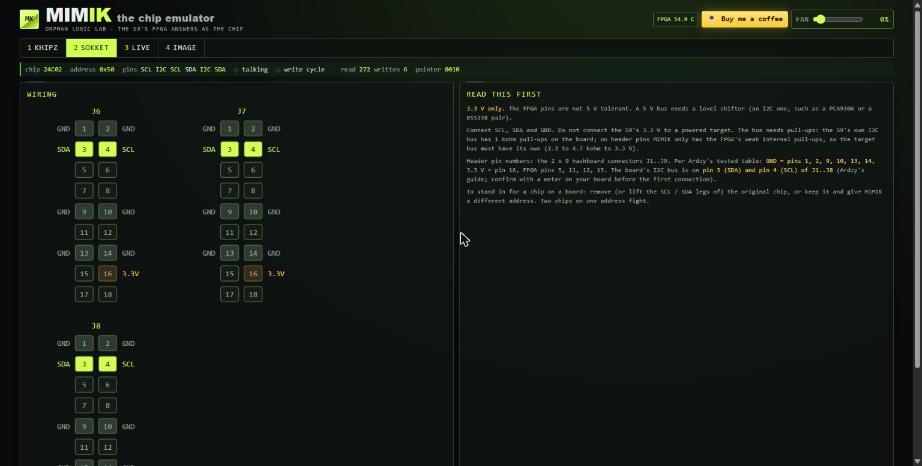 MK
MIMIK the chip emulator
ORPHAN LOGIC LAB - THE S9'S FPGA ANSWERS AS THE CHIP
FPGA 54.9 C
Buy me a coffee
FAN
0%
1 KHIPZ
2 SOKKET
3 LIVE
4 IMAGE
chip 24C02 address 0x50 pins SCL I2C SCL SDA I2C SDA talking write cycle read 272 written 6 pointer 0010
WIRING
J6
GND 1 2 GND
SDA 3 4 SCL
5 6
7 8
GND 9 10 GND
11 12
GND 13 14 GND
15 16 3.3V
17 18
J7
GND 1 2 GND
SDA 3 4 SCL
5 6
7 8
GND 9 10 GND
11 12
GND 13 14 GND
15 16 3.3V
17 18
J8
GND 1 2 GND
SDA 3 4 SCL
5 6
7 8
GND 9 10 GND
11 12
READ THIS FIRST
3.3 V only. The FPGA pins are not 5 V tolerant. A 5 V bus needs a level shifter (an I2C one, such as a PCA9306 or a
BSS138 pair).
Connect SCL, SDA and GND. Do not connect the S9's 3.3 V to a powered target. The bus needs pull-ups: the S9's own I2C
bus has 1 kohm pull-ups on the board; on header pins MIMIK only has the FPGA's weak internal pull-ups, so the target
bus must have its own (2.2 to 4.7 kohm to 3.3 V).
Header pin numbers: the 2 x 9 hashboard connectors J1..J9. Per Ardzy's tested table: GND = pins 1, 2, 9, 10, 13, 14,
3.3 V = pin 16, FPGA pins 5, 11, 12, 15. The board's I2C bus is on pin 3 (SDA) and pin 4 (SCL) of J1..J8 (Ardzy's
guide; confirm with a meter on your board before the first connection).
To stand in for a chip on a board: remove (or lift the SCL / SDA legs of) the original chip, or keep it and give MIMIK
a different address. Two chips on one address fight.